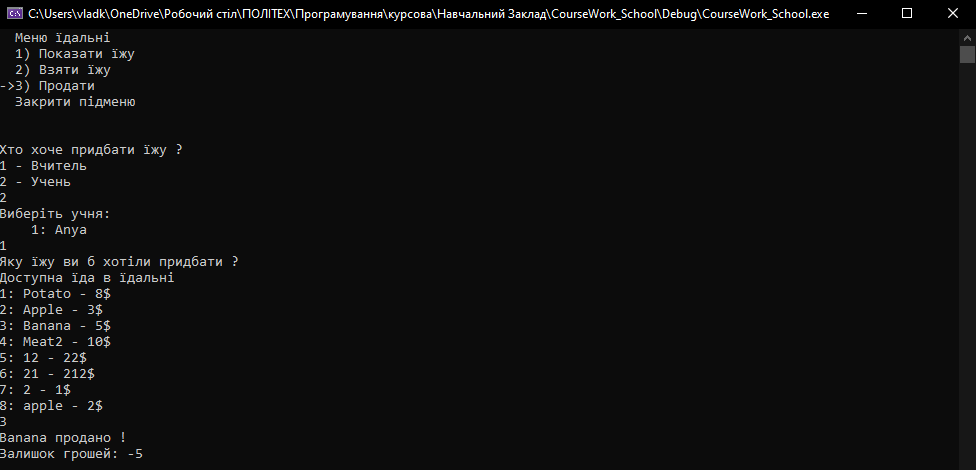 C:\Users\vladk\OneDrive\Робочий стіл\ПОЛІТЕХ\Програмування\курсова\Навчальний Заклад\CourseWork_School\Debug\CourseWork_School.exe
Меню їдальні
1) Показати їжу
2) Взяти їжу
->3) Продати
Закрити підменю
Хто хоче придбати їжу ?
1 - Вчитель
2 - Учень
2
Виберіть учня:
1: Anya
1
Яку їжу ви б хотіли придбати ?
Доступна їда в їдальні
1: Potato - 8$
2: Apple - 3$
3: Banana - 5$
4: Meat2 - 10$
5: 12 - 22$
6: 21 - 212$
7: 2 - 1$
8: apple - 2$
3
Banana продано !
Залишок грошей: -5